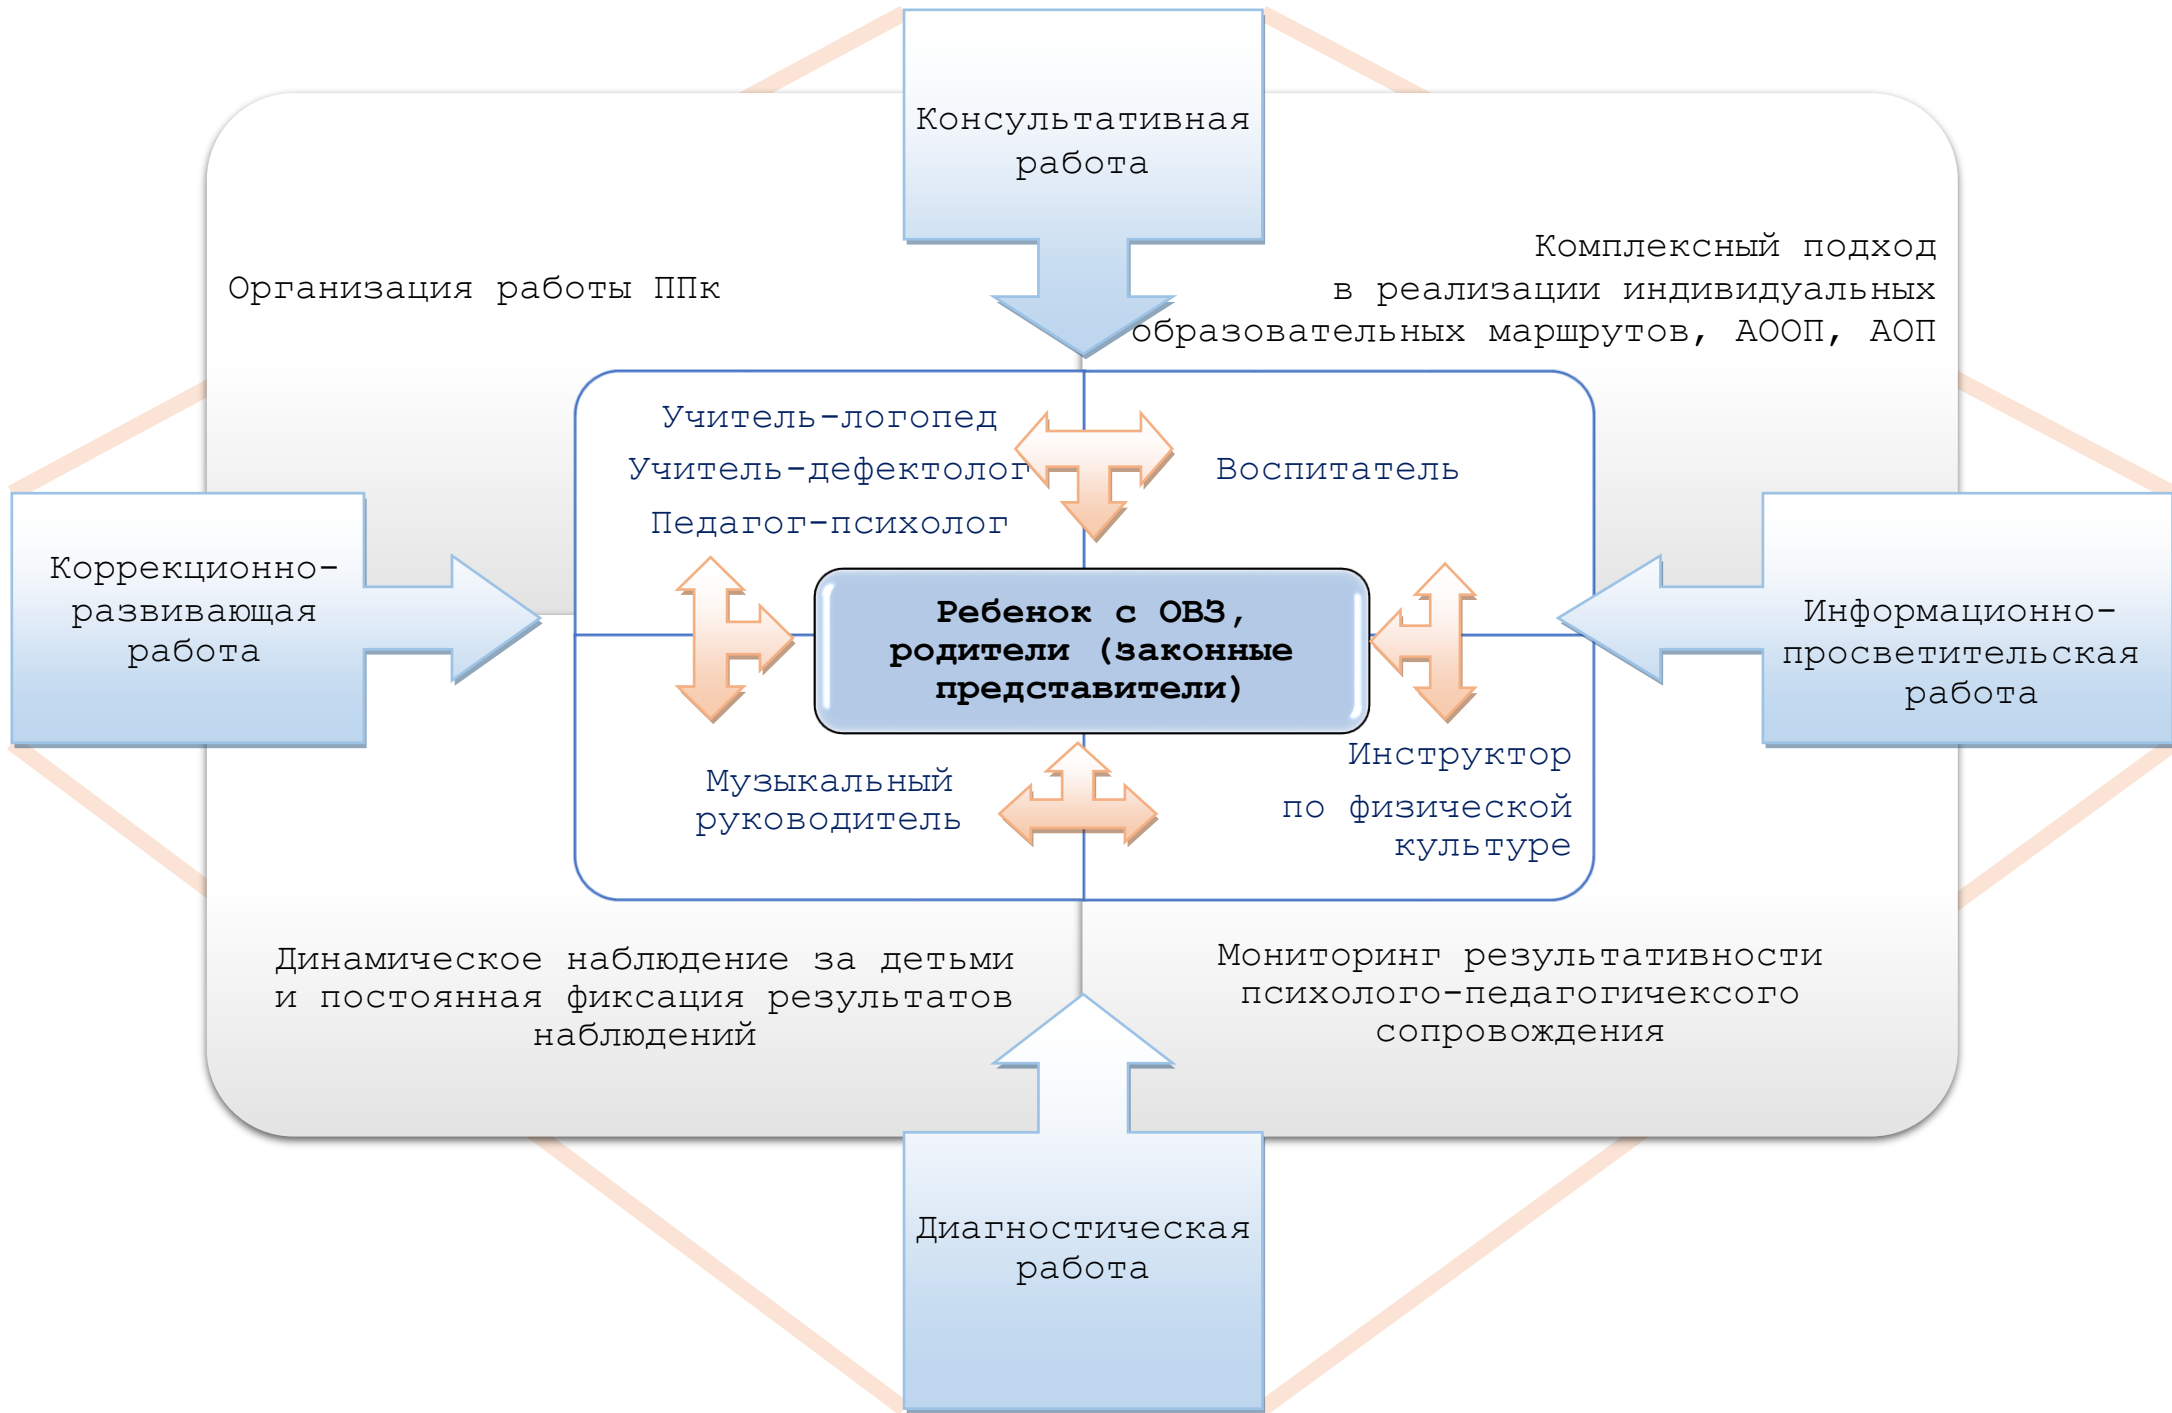 Консультативная
работа
Организация работы ППк
Комплексный подход
в реализации индивидуальных
образовательных маршрутов, АООП, АОП
Учитель-логопед
Учитель-дефектолог
Педагог-психолог
Воспитатель
Коррекционно-
развивающая
работа
Ребенок с ОВЗ,
родители (законные
представители)
Информационно-
просветительская
работа
Музыкальный
руководитель
Инструктор
по физической
культуре
Динамическое наблюдение за детьми
и постоянная фиксация результатов
наблюдений
Мониторинг результативности
психолого-педагогичексого
сопровождения
Диагностическая
работа